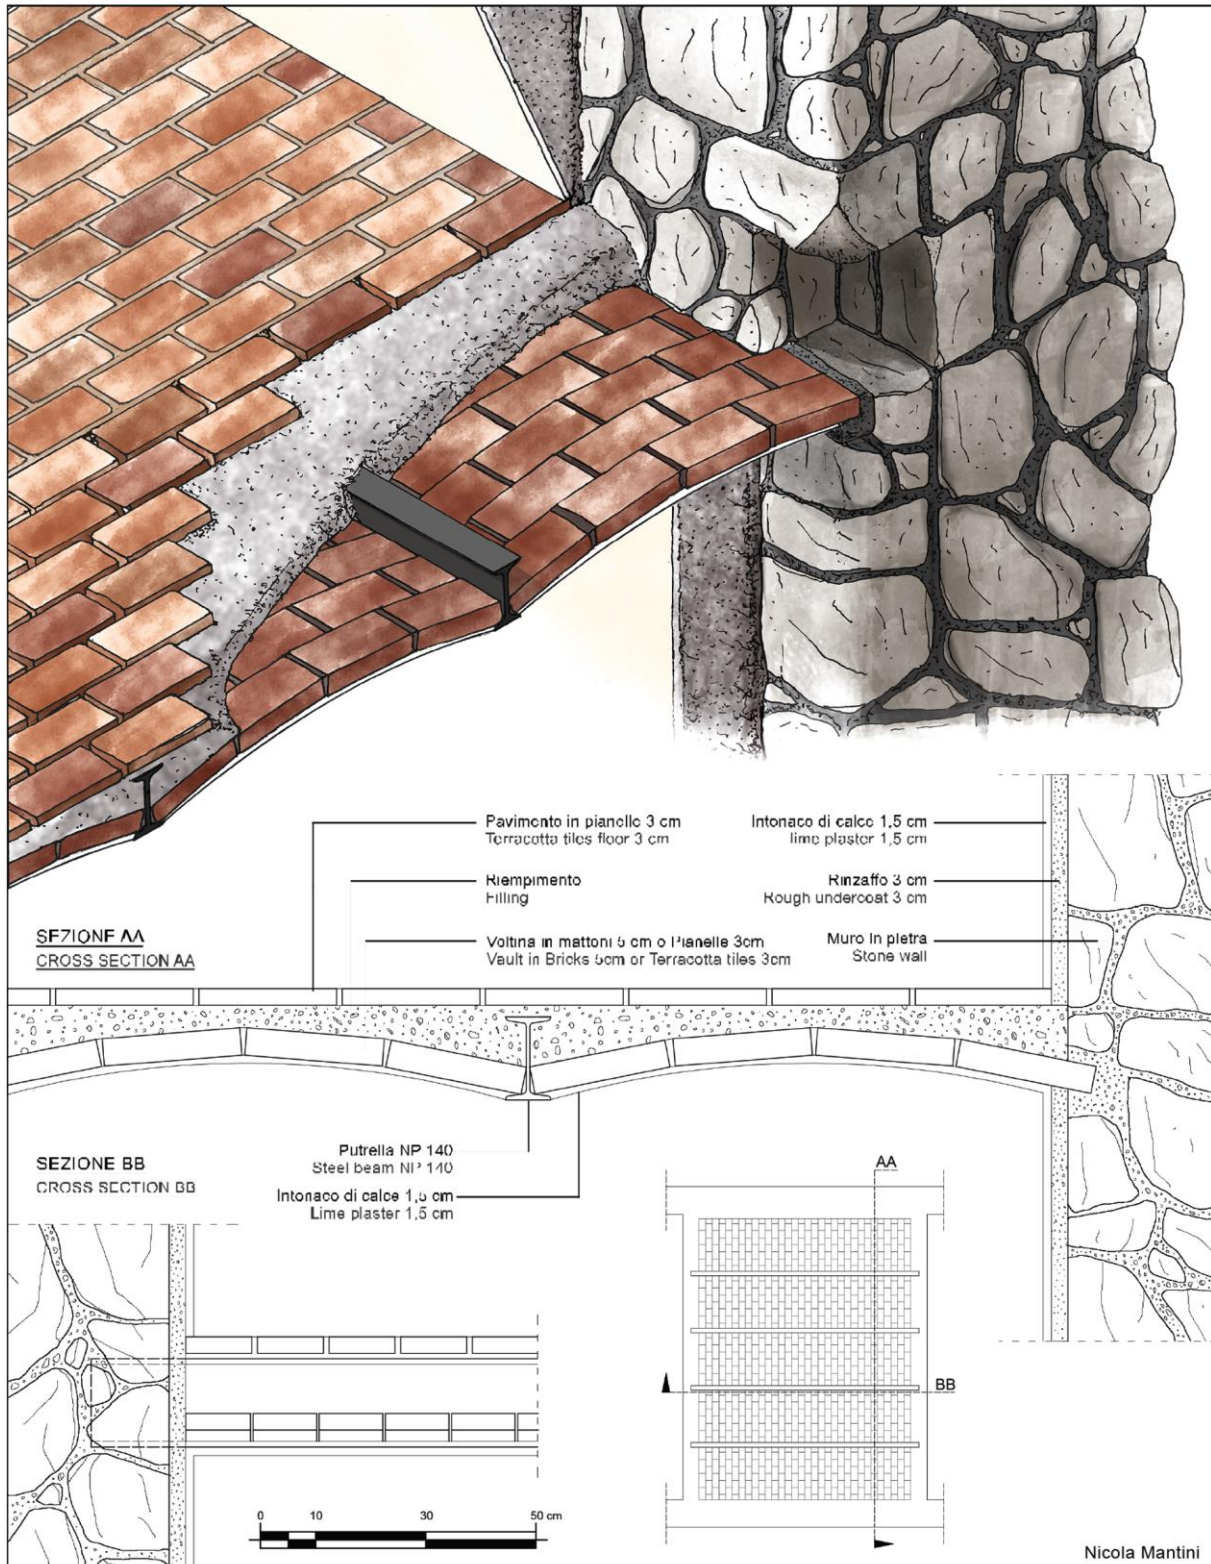 Pavimento in pianelle 3 cm
Terracotta tiles floor 3 cm
Intonaco di calce 1,5 cm
lime plaster 1,5 cm
Riempimento
Filling
Rinzaffo 3 cm
Rough undercoat 3 cm
SEZIONE AA
CROSS SECTION AA
Voltina in mattoni 5 cm o Pianelle 3cm
Vault in Bricks 5cm or Terracotta tiles 3cm
Muro in pietra
Stone wall
Putrella NP 140
Steel beam NP 140
Intonaco di calce 1,5 cm
Lime plaster 1,5 cm
SEZIONE BB
CROSS SECTION BB
AA
BB
0 10 30 50 cm
Nicola Mantini